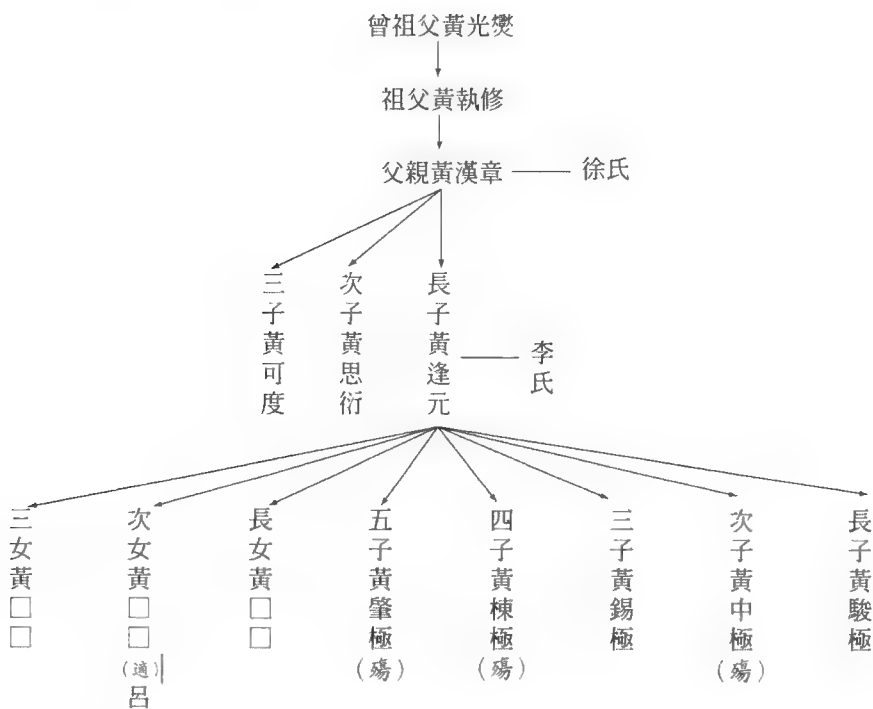 曾祖父黃光爕
祖父黃執修
父親黃漢章
徐氏
長子黃逢元
李氏
次子黃思衍
三子黃可度
長子黃駿極
次子黃中極(殤)
三子黃錫極
四子黃棟極(殤)
五子黃肇極(殤)
長女黃□□
次女黃□□(適)呂
三女黃□□